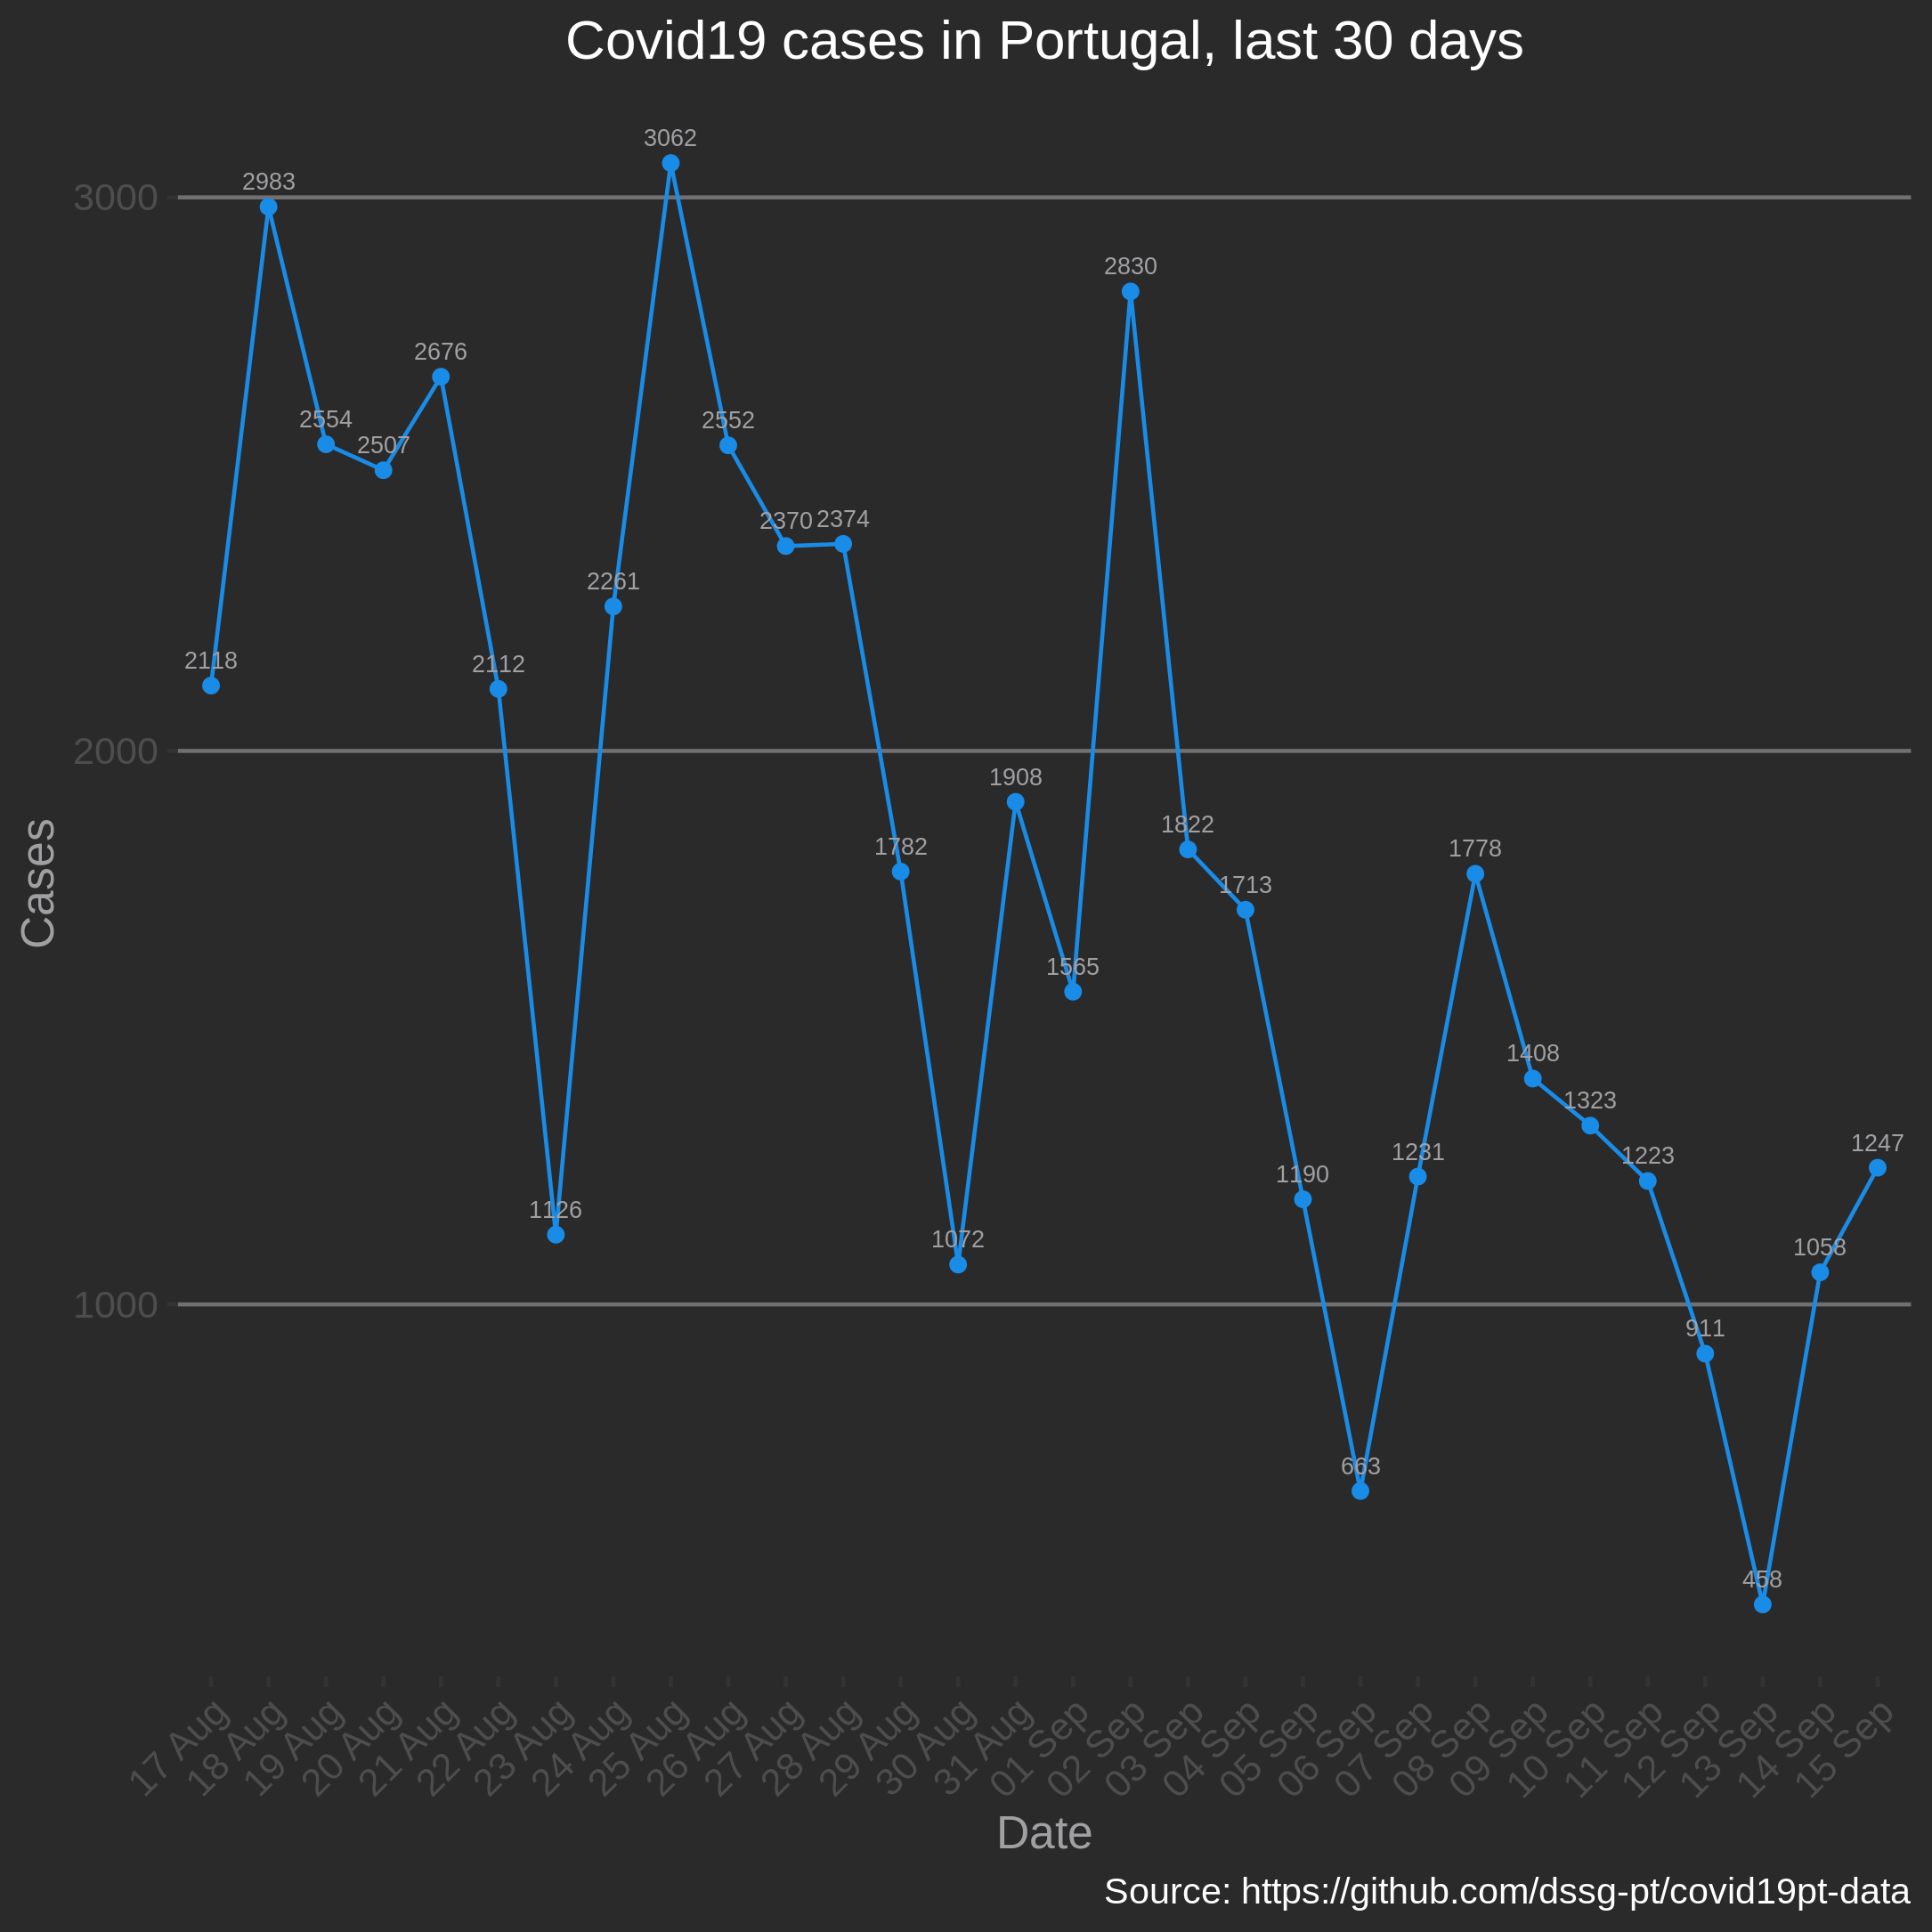 Covid19 cases in Portugal, last 30 days
3062
2983
3000
2830
2676
2554
2552
2507
2370 2374
2261
2118
2112
2000
1908
1822
1782
1778
1713
1565
1408
1323
1247
1231
1223
1190
1126
1072
1058
1000
911
663
458
Cases
17 Aug
18 Aug
19 Aug
20 Aug
21 Aug
22 Aug
23 Aug
24 Aug
25 Aug
26 Aug
27 Aug
28 Aug
29 Aug
30 Aug
31 Aug
01 Sep
02 Sep
03 Sep
04 Sep
05 Sep
06 Sep
07 Sep
08 Sep
09 Sep
10 Sep
11 Sep
12 Sep
13 Sep
14 Sep
15 Sep
Date
Source: https://github.com/dssg-pt/covid19pt-data